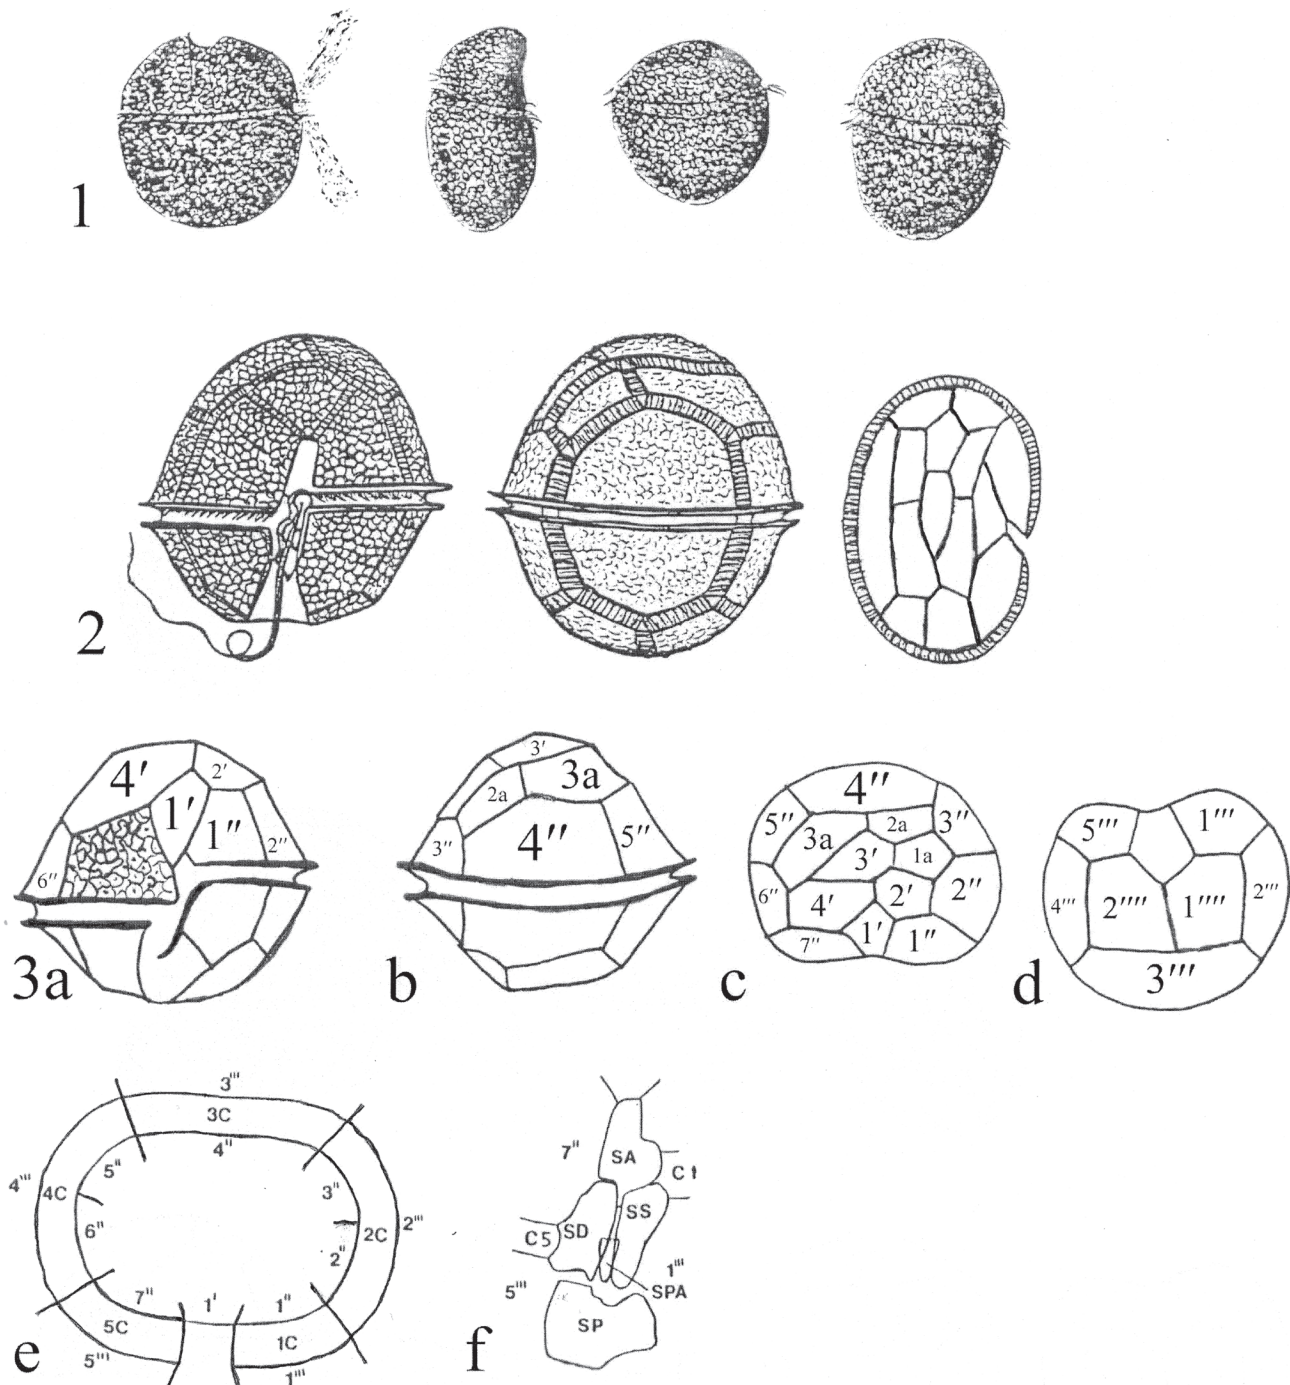 1
2
4′ 2′
1′ 1″ 2″
6″
3a
3′
2a 3a
3″ 4″ 5″
b
4″
5″ 3a 2a 3″
3′ 1a
6″ 4′ 2′ 2″
7″ 1′ 1″
c
5‴ 1‴
4‴ 2⁗ 1⁗ 2‴
3‴
d
3‴
3C
4″
5″ 3″
4‴ 4C 2C 2‴
6″ 2″
7″ 1′ 1″
5C 1C
5‴ 1‴
e
7″ SA C t
SS
C5 SD
1‴
5‴ SPA
SP
f